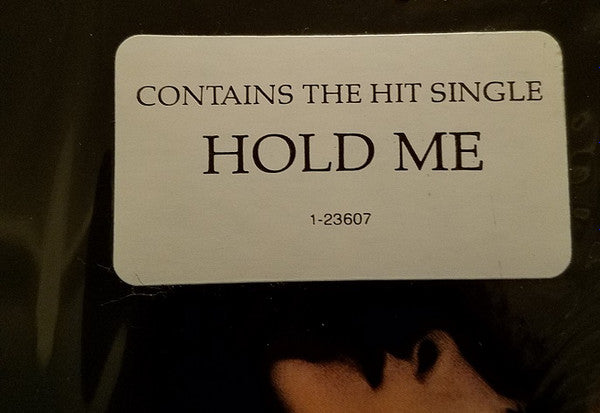 CONTAINS THE HIT SINGLE
HOLD ME
1-23607